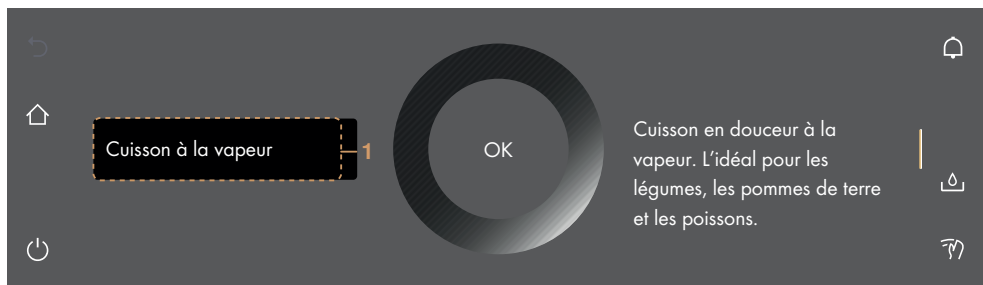 Cuisson à la vapeur
1
OK
Cuisson en douceur à la
vapeur. L'idéal pour les
légumes, les pommes de terre
et les poissons.